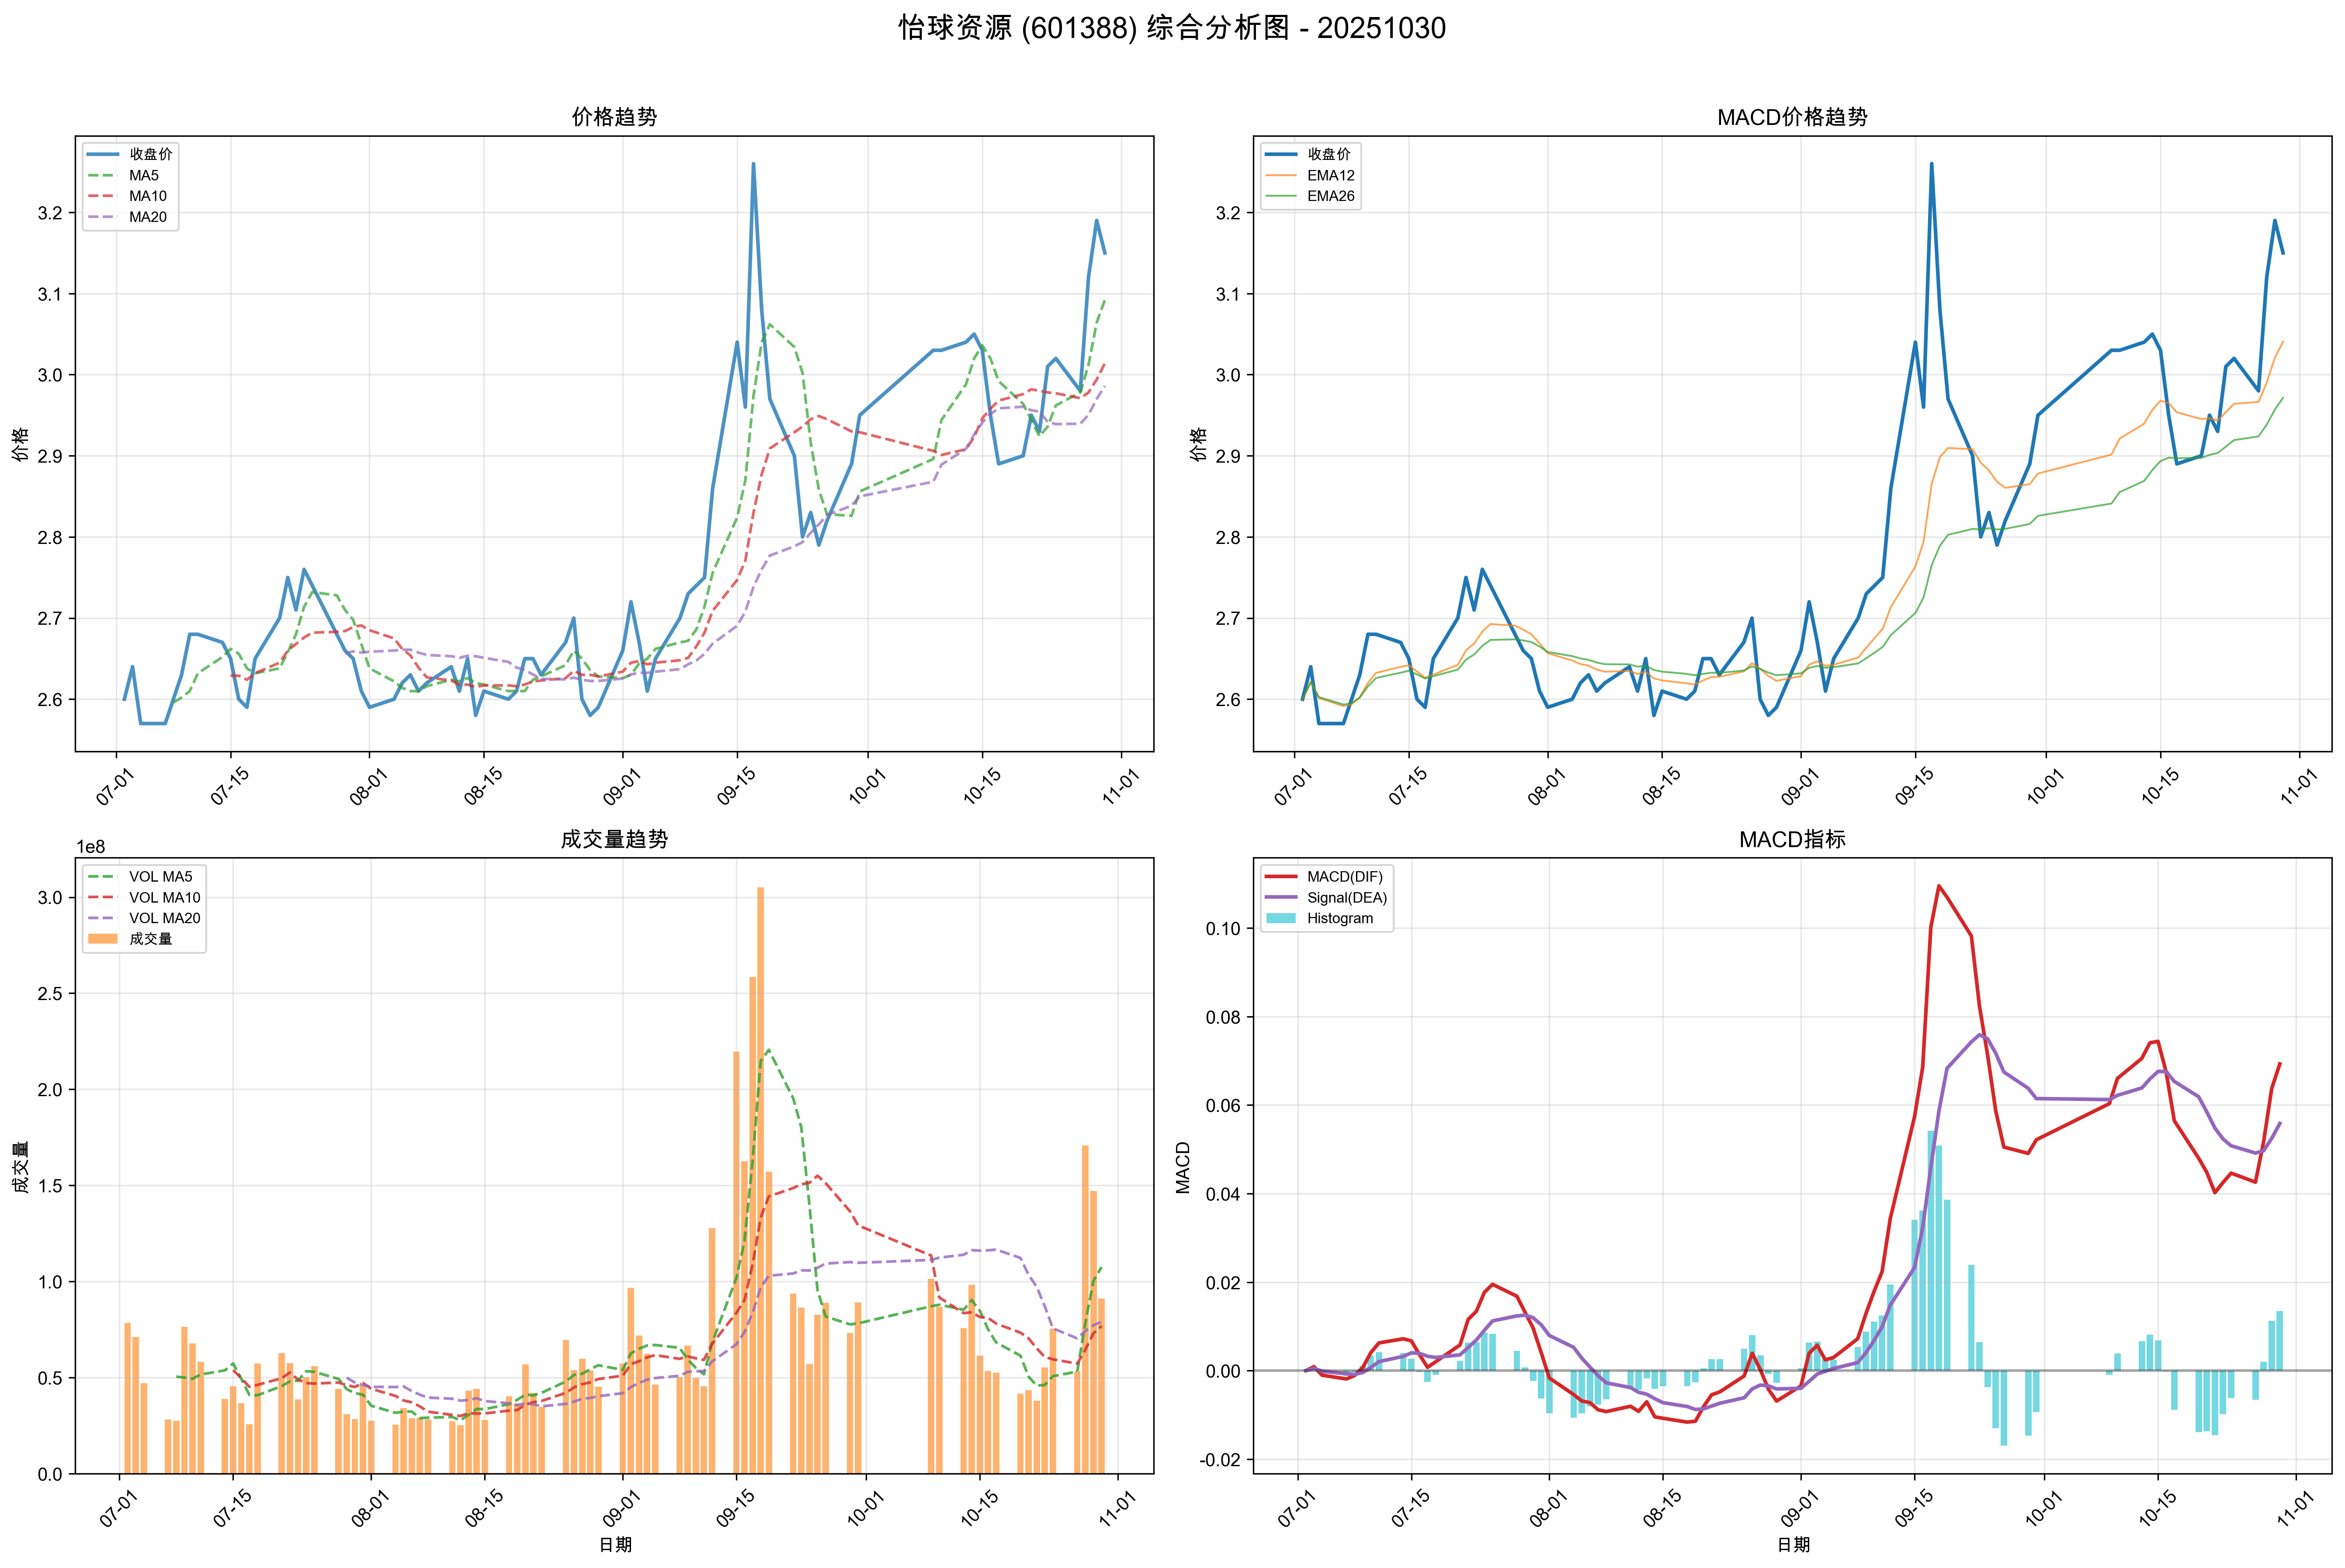 怡球资源 (601388) 综合分析图 - 20251030
价格趋势
收盘价
MA5
MA10
MA20
价格
3.2
3.1
3.0
2.9
2.8
2.7
2.6
07-01
07-15
08-01
08-15
09-01
09-15
10-01
10-15
11-01
MACD价格趋势
收盘价
EMA12
EMA26
价格
3.2
3.1
3.0
2.9
2.8
2.7
2.6
07-01
07-15
08-01
08-15
09-01
09-15
10-01
10-15
11-01
成交量趋势
1e8
VOL MA5
VOL MA10
VOL MA20
成交量
成交量
3.0
2.5
2.0
1.5
1.0
0.5
0.0
07-01
07-15
08-01
08-15
09-01
09-15
10-01
10-15
11-01
日期
MACD指标
MACD(DIF)
Signal(DEA)
Histogram
MACD
0.10
0.08
0.06
0.04
0.02
0.00
-0.02
07-01
07-15
08-01
08-15
09-01
09-15
10-01
10-15
11-01
日期